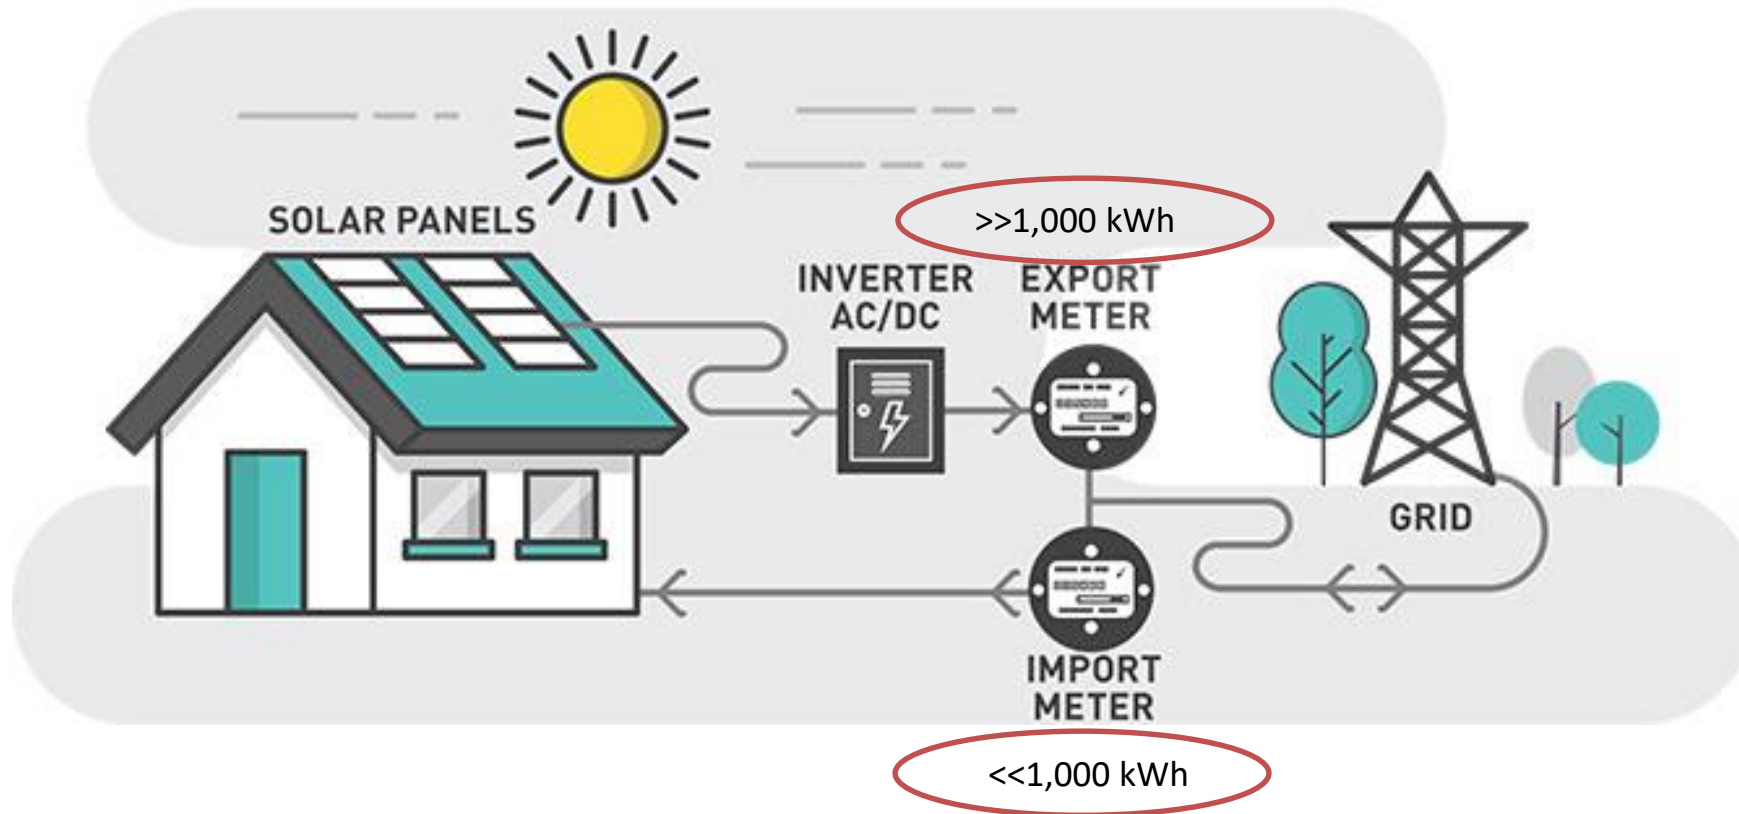 SOLAR PANELS
>>1,000 kWh
INVERTER
AC/DC
EXPORT
METER
GRID
IMPORT
METER
<<1,000 kWh